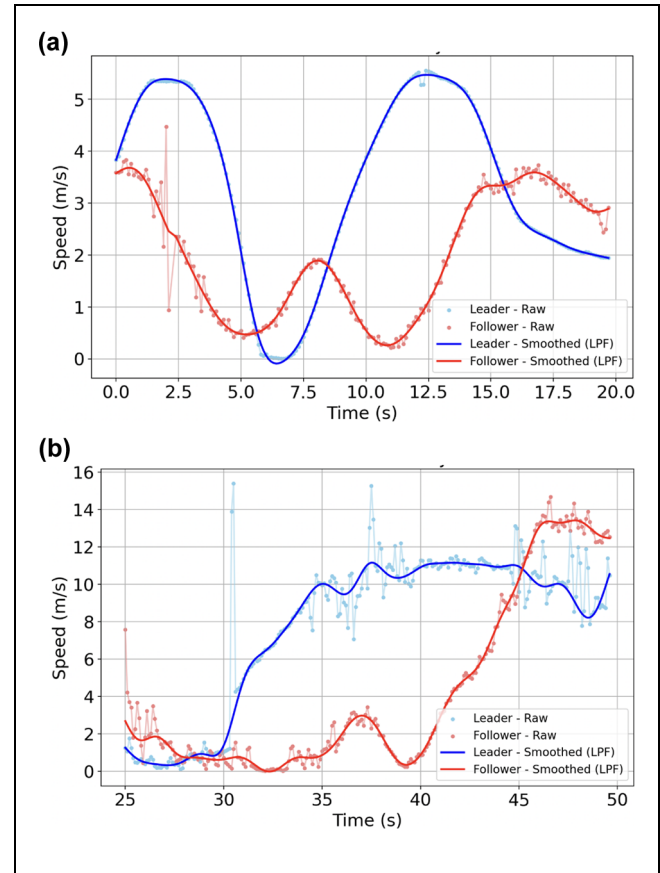 (a)
5
4
3
2
1
0
Speed (m/s)
Leader - Raw
Follower - Raw
Leader - Smoothed (LPF)
Follower - Smoothed (LPF)
0.0 2.5 5.0 7.5 10.0 12.5 15.0 17.5 20.0
Time (s)
(b)
16
14
12
10
8
6
4
2
0
Speed (m/s)
Leader - Raw
Follower - Raw
Leader - Smoothed (LPF)
Follower - Smoothed (LPF)
25 30 35 40 45 50
Time (s)